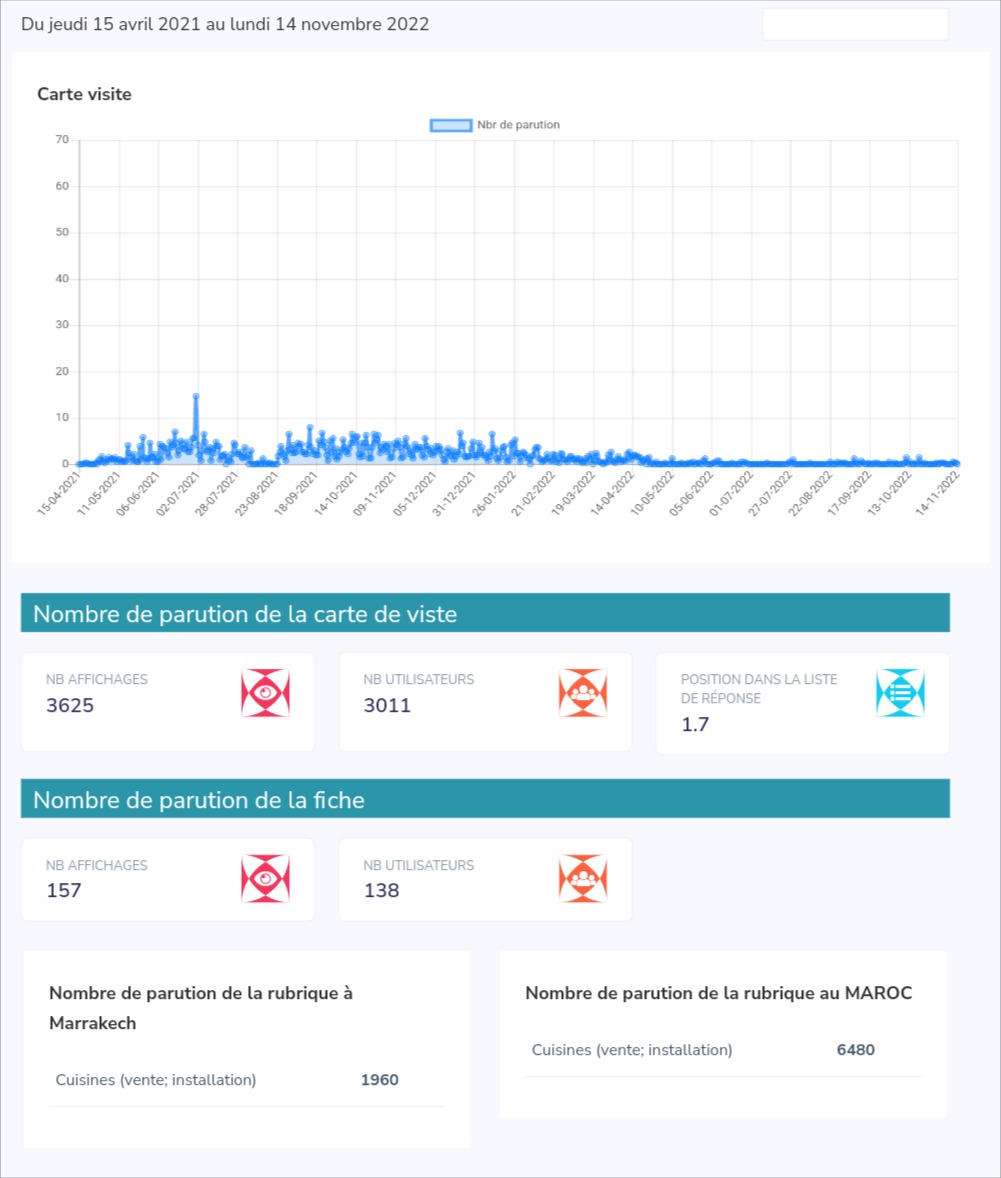 Du jeudi 15 avril 2021 au lundi 14 novembre 2022
Carte visite
Nbr de parution
70
60
50
40
30
20
10
0
15-04-2021
11-05-2021
06-06-2021
02-07-2021
28-07-2021
23-08-2021
18-09-2021
14-10-2021
09-11-2021
05-12-2021
31-12-2021
26-01-2022
21-02-2022
19-03-2022
14-04-2022
10-05-2022
05-06-2022
01-07-2022
27-07-2022
22-08-2022
17-09-2022
13-10-2022
14-11-2022
Nombre de parution de la carte de viste
NB AFFICHAGES
3625
NB UTILISATEURS
3011
POSITION DANS LA LISTE
DE RÉPONSE
1.7
Nombre de parution de la fiche
NB AFFICHAGES
157
NB UTILISATEURS
138
Nombre de parution de la rubrique à
Marrakech
Cuisines (vente; installation) 1960
Nombre de parution de la rubrique au MAROC
Cuisines (vente; installation) 6480